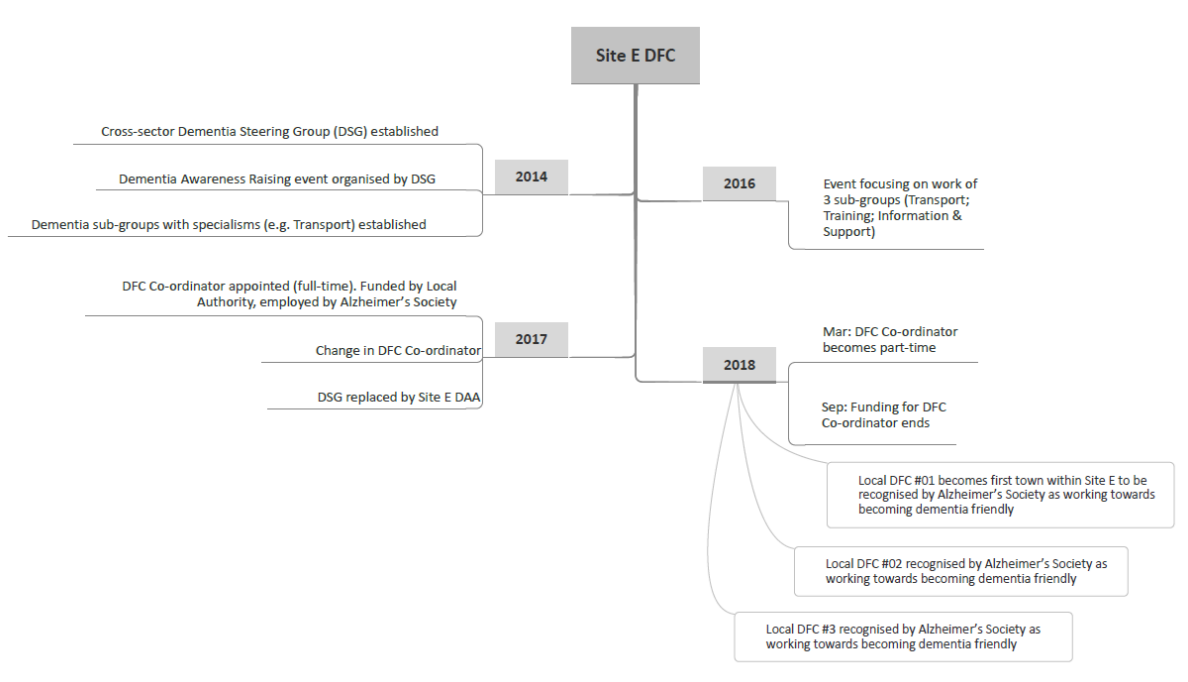 Site E DFC
2014
Cross-sector Dementia Steering Group (DSG) established
Dementia Awareness Raising event organised by DSG
Dementia sub-groups with specialisms (e.g. Transport) established
2016
Event focusing on work of
3 sub-groups (Transport;
Training; Information &
Support)
2017
DFC Co-ordinator appointed (full-time). Funded by Local
Authority, employed by Alzheimer’s Society
Change in DFC Co-ordinator
DSG replaced by Site E DAA
2018
Mar: DFC Co-ordinator
becomes part-time
Sep: Funding for DFC
Co-ordinator ends
Local DFC #01 becomes first town within Site E to be
recognised by Alzheimer’s Society as working towards
becoming dementia friendly
Local DFC #02 recognised by Alzheimer’s Society as
working towards becoming dementia friendly
Local DFC #3 recognised by Alzheimer’s Society as
working towards becoming dementia friendly